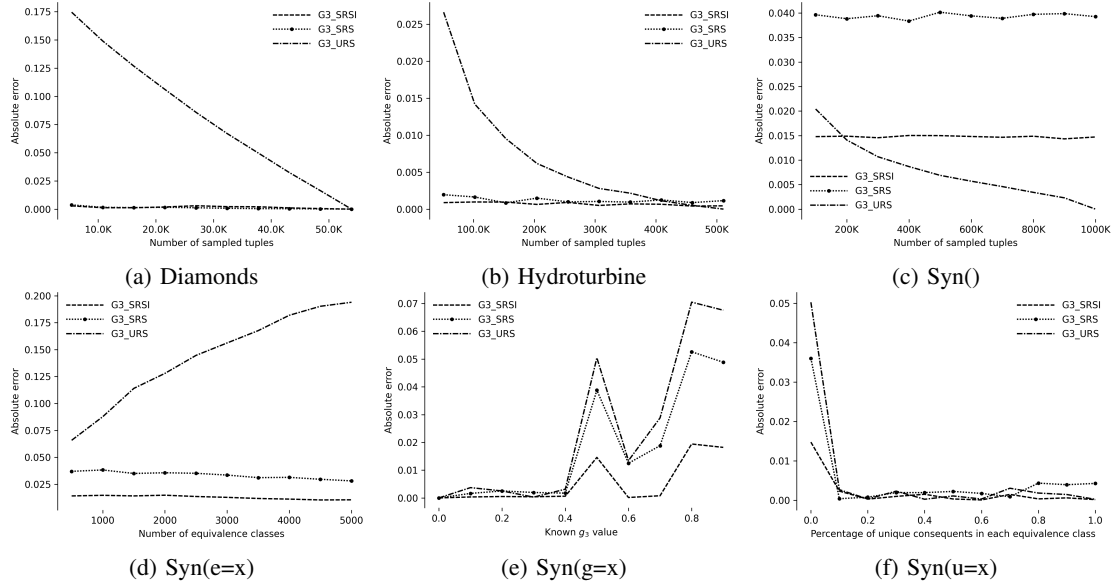 0.175
0.150
0.125
0.100
0.075
0.050
0.025
0.000
Absolute error
10.0K 20.0K 30.0K 40.0K 50.0K
Number of sampled tuples
G3_SRSI
G3_SRS
G3_URS
(a) Diamonds
0.025
0.020
0.015
0.010
0.005
0.000
Absolute error
100.0K 200.0K 300.0K 400.0K 500.0K
Number of sampled tuples
G3_SRSI
G3_SRS
G3_URS
(b) Hydroturbine
0.040
0.035
0.030
0.025
0.020
0.015
0.010
0.005
0.000
Absolute error
200K 400K 600K 800K 1000K
Number of sampled tuples
G3_SRSI
G3_SRS
G3_URS
(c) Syn()
0.200
0.175
0.150
0.125
0.100
0.075
0.050
0.025
Absolute error
1000 2000 3000 4000 5000
Number of equivalence classes
G3_SRSI
G3_SRS
G3_URS
(d) Syn(e=x)
0.07
0.06
0.05
0.04
0.03
0.02
0.01
0.00
Absolute error
0.0 0.2 0.4 0.6 0.8
Known g₃ value
G3_SRSI
G3_SRS
G3_URS
(e) Syn(g=x)
0.05
0.04
0.03
0.02
0.01
0.00
Absolute error
0.0 0.2 0.4 0.6 0.8 1.0
Percentage of unique consequents in each equivalence class
G3_SRSI
G3_SRS
G3_URS
(f) Syn(u=x)